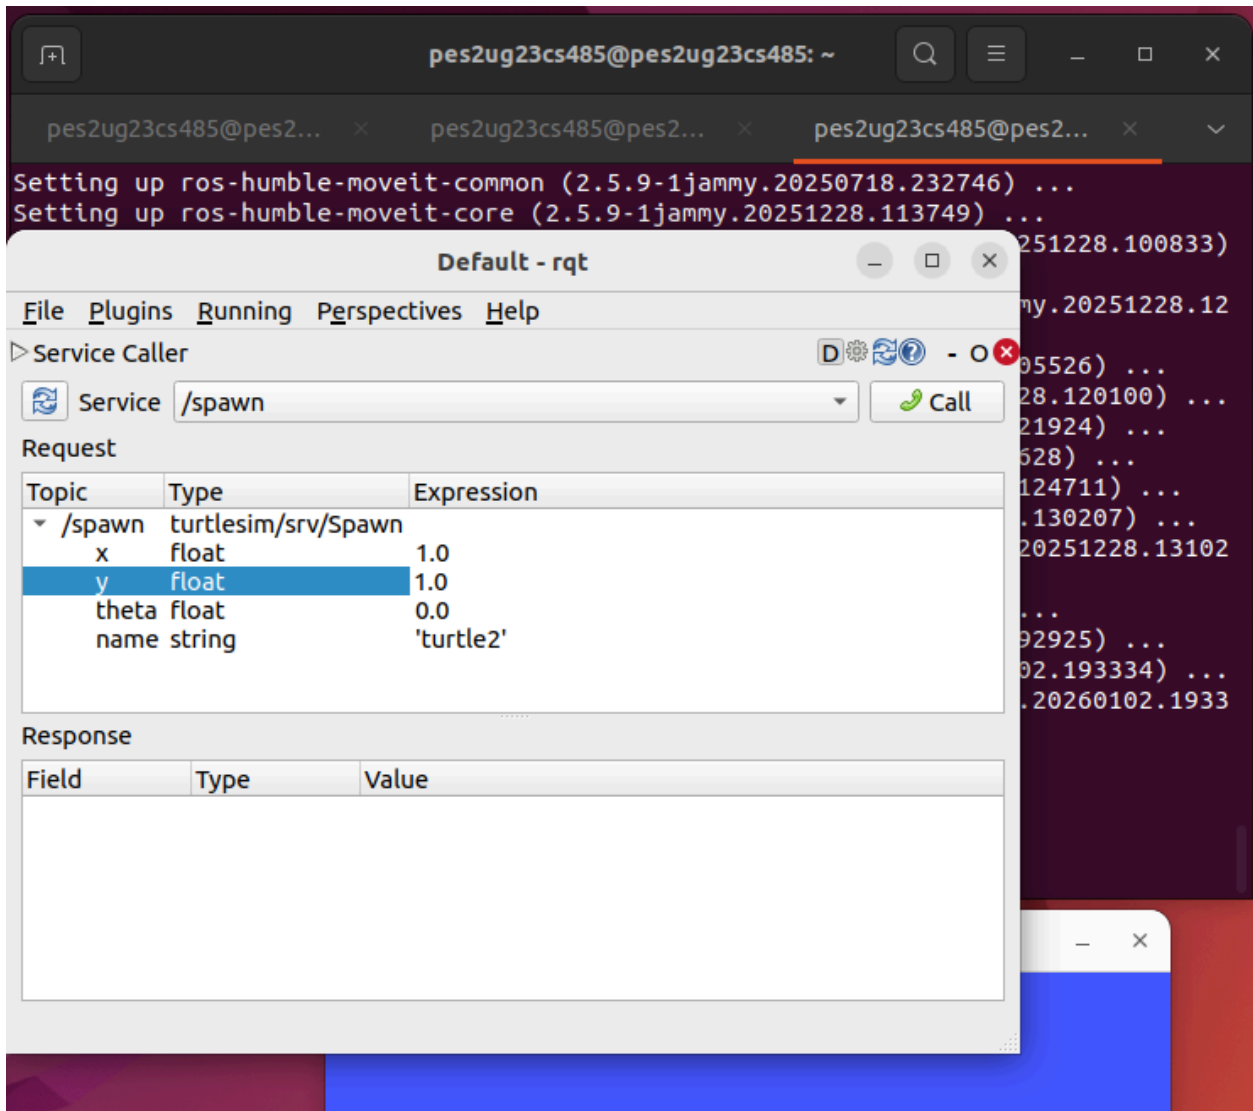 pes2ug23cs485@pes2ug23cs485: ~
pes2ug23cs485@pes2... pes2ug23cs485@pes2... pes2ug23cs485@pes2...
Setting up ros-humble-moveit-common (2.5.9-1jammy.20250718.232746) ...
Setting up ros-humble-moveit-core (2.5.9-1jammy.20251228.113749) ...
251228.100833)
my.20251228.12
05526) ...
28.120100) ...
21924) ...
628) ...
124711) ...
.130207) ...
20251228.13102
...
92925) ...
02.193334) ...
.20260102.1933
Default - rqt
File Plugins Running Perspectives Help
Service Caller D - O
Service /spawn Call
Request
Topic Type Expression
/spawn turtlesim/srv/Spawn
x float 1.0
y float 1.0
theta float 0.0
name string 'turtle2'
Response
Field Type Value